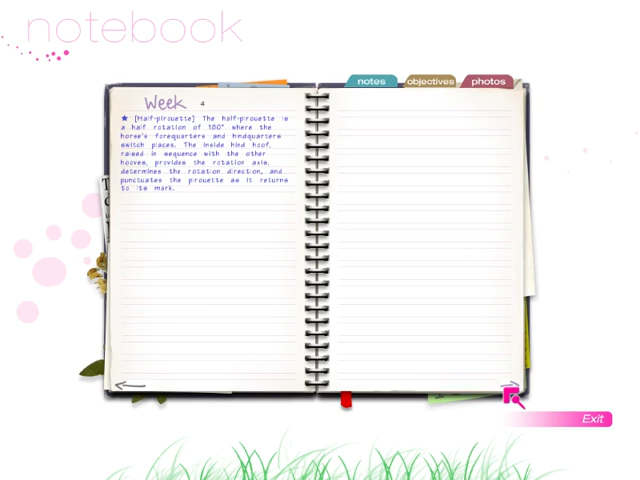 notebook
notes objectives photos
Week 4
★ [Half-pirouette] The half-pirouette is
a half rotation of 180° where the
horse's forequarters and hindquarters
switch places. The inside hind hoof,
raised in sequence with the other
hooves, provides the rotation axis,
determines the rotation direction, and
punctuates the pirouette as it returns
to its mark.
Exit